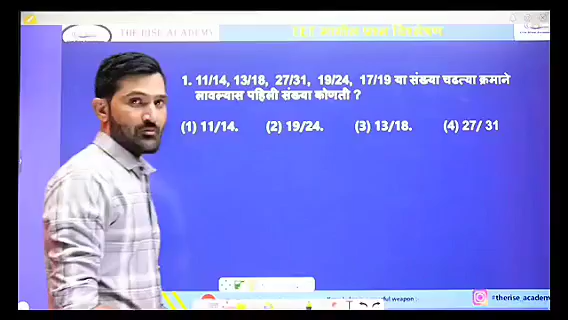 THE RISE ACADEMY
1. 11/14, 13/18, 27/31, 19/24, 17/19 या संख्या चढत्या क्रमाने
लावल्यास पहिली संख्या कोणती ?
(1) 11/14. (2) 19/24. (3) 13/18. (4) 27/ 31
#therise_academy